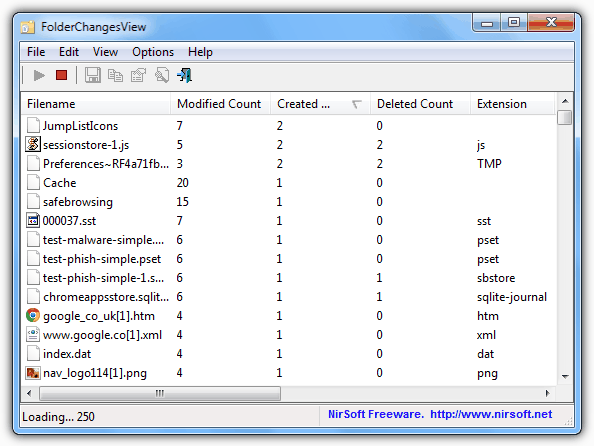 FolderChangesView
File Edit View Options Help
Filename Modified Count Created ... Deleted Count Extension
JumpListIcons 7 2 0
sessionstore-1.js 5 2 2 js
Preferences~RF4a71fb... 3 2 2 TMP
Cache 20 1 0
safebrowsing 15 1 0
000037.sst 7 1 0 sst
test-malware-simple.... 6 1 0 pset
test-phish-simple.pset 6 1 0 pset
test-phish-simple-1.s... 6 1 1 sbstore
chromeappsstore.sqlit... 6 1 1 sqlite-journal
google_co_uk[1].htm 4 1 0 htm
www.google.co[1].xml 4 1 0 xml
index.dat 4 1 0 dat
nav_logo114[1].png 4 1 0 png
Loading... 250 NirSoft Freeware. http://www.nirsoft.net